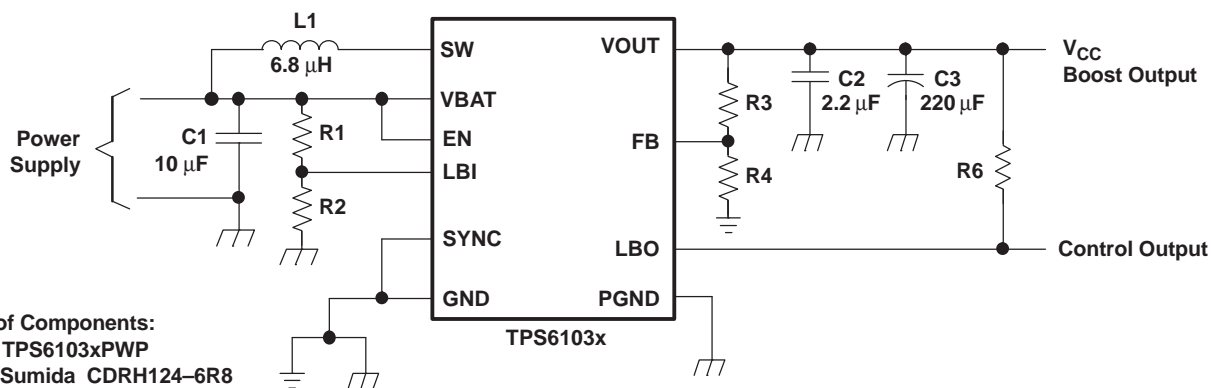 L1
6.8 μH
SW
VBAT
EN
LBI
SYNC
GND
VOUT
FB
LBO
PGND
TPS6103x
Power
Supply
C1
10 μF
R1
R2
R3
R4
C2
2.2 μF
C3
220 μF
R6
VCC
Boost Output
Control Output
of Components:
TPS6103xPWP
Sumida CDRH124–6R8